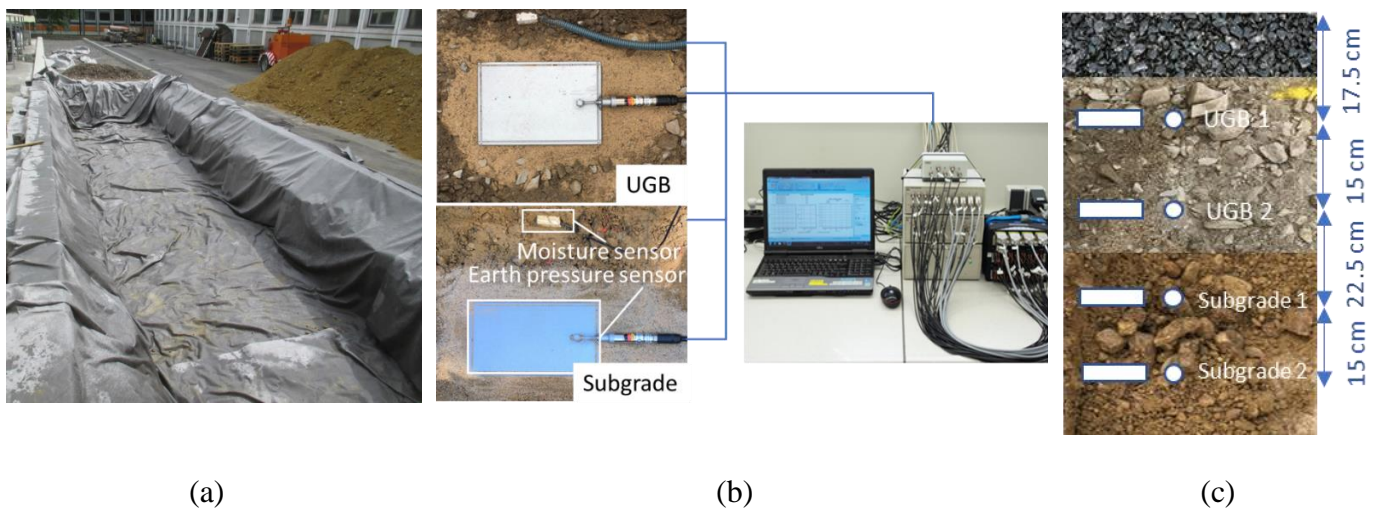 UGB
Moisture sensor
Earth pressure sensor
Subgrade
UGB 1
UGB 2
Subgrade 1
Subgrade 2
17.5 cm
15 cm
22.5 cm
15 cm
(a)
(b)
(c)